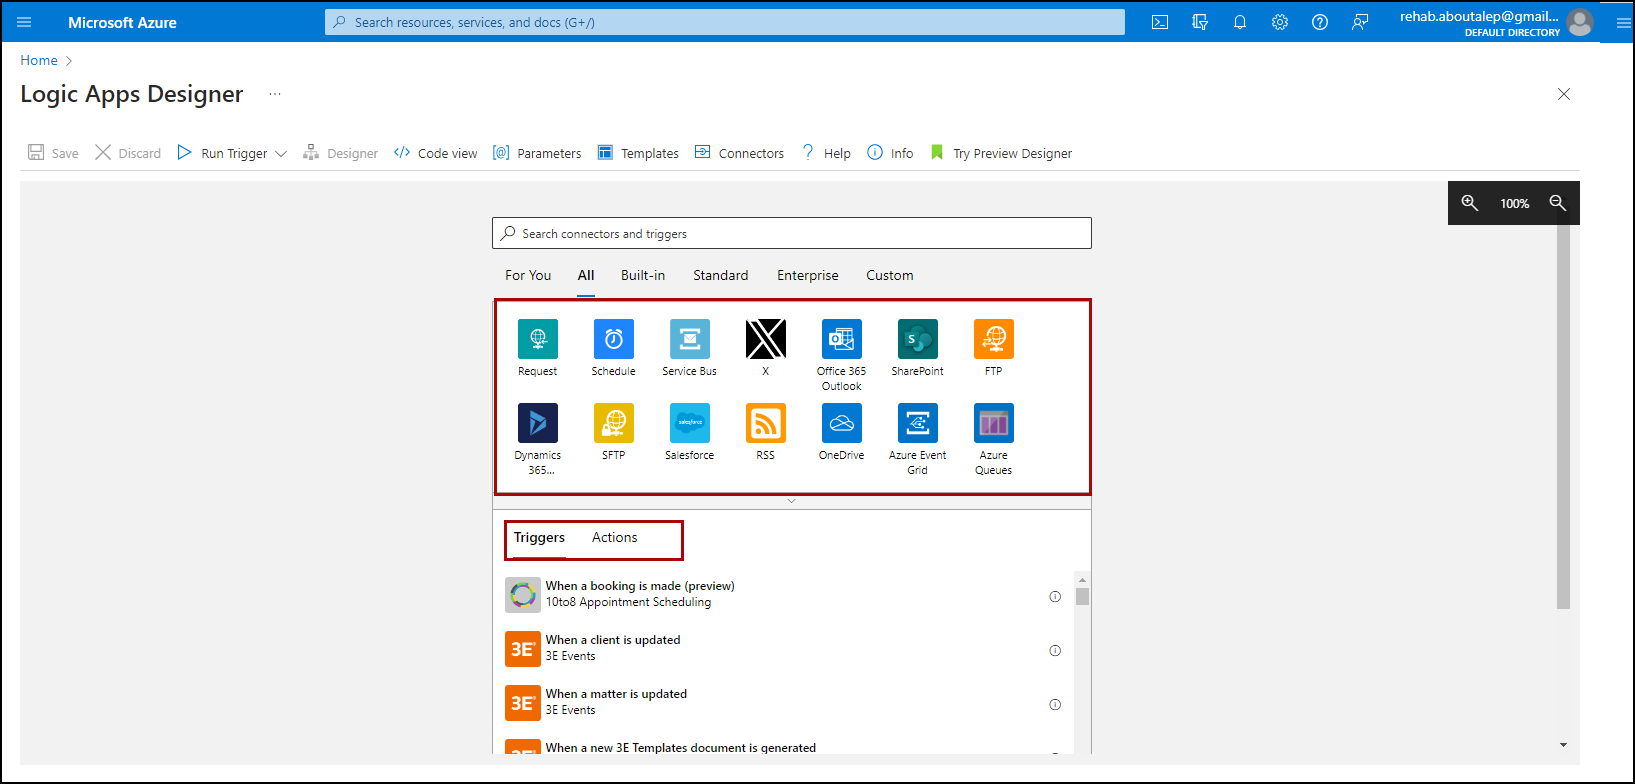 Microsoft Azure
Search resources, services, and docs (G+/)
rehab.aboutalep@gmail...
DEFAULT DIRECTORY
Home
Logic Apps Designer ...
Save Discard Run Trigger Designer Code view Parameters Templates Connectors Help Info Try Preview Designer
100%
Search connectors and triggers
For You All Built-in Standard Enterprise Custom
Request Schedule Service Bus X Office 365 Outlook SharePoint FTP
salesforce
Dynamics 365... SFTP Salesforce RSS OneDrive Azure Event Grid Azure Queues
Triggers Actions
When a booking is made (preview)
10to8 Appointment Scheduling
3E
When a client is updated
3E Events
3E
When a matter is updated
3E Events
When a new 3E Templates document is generated